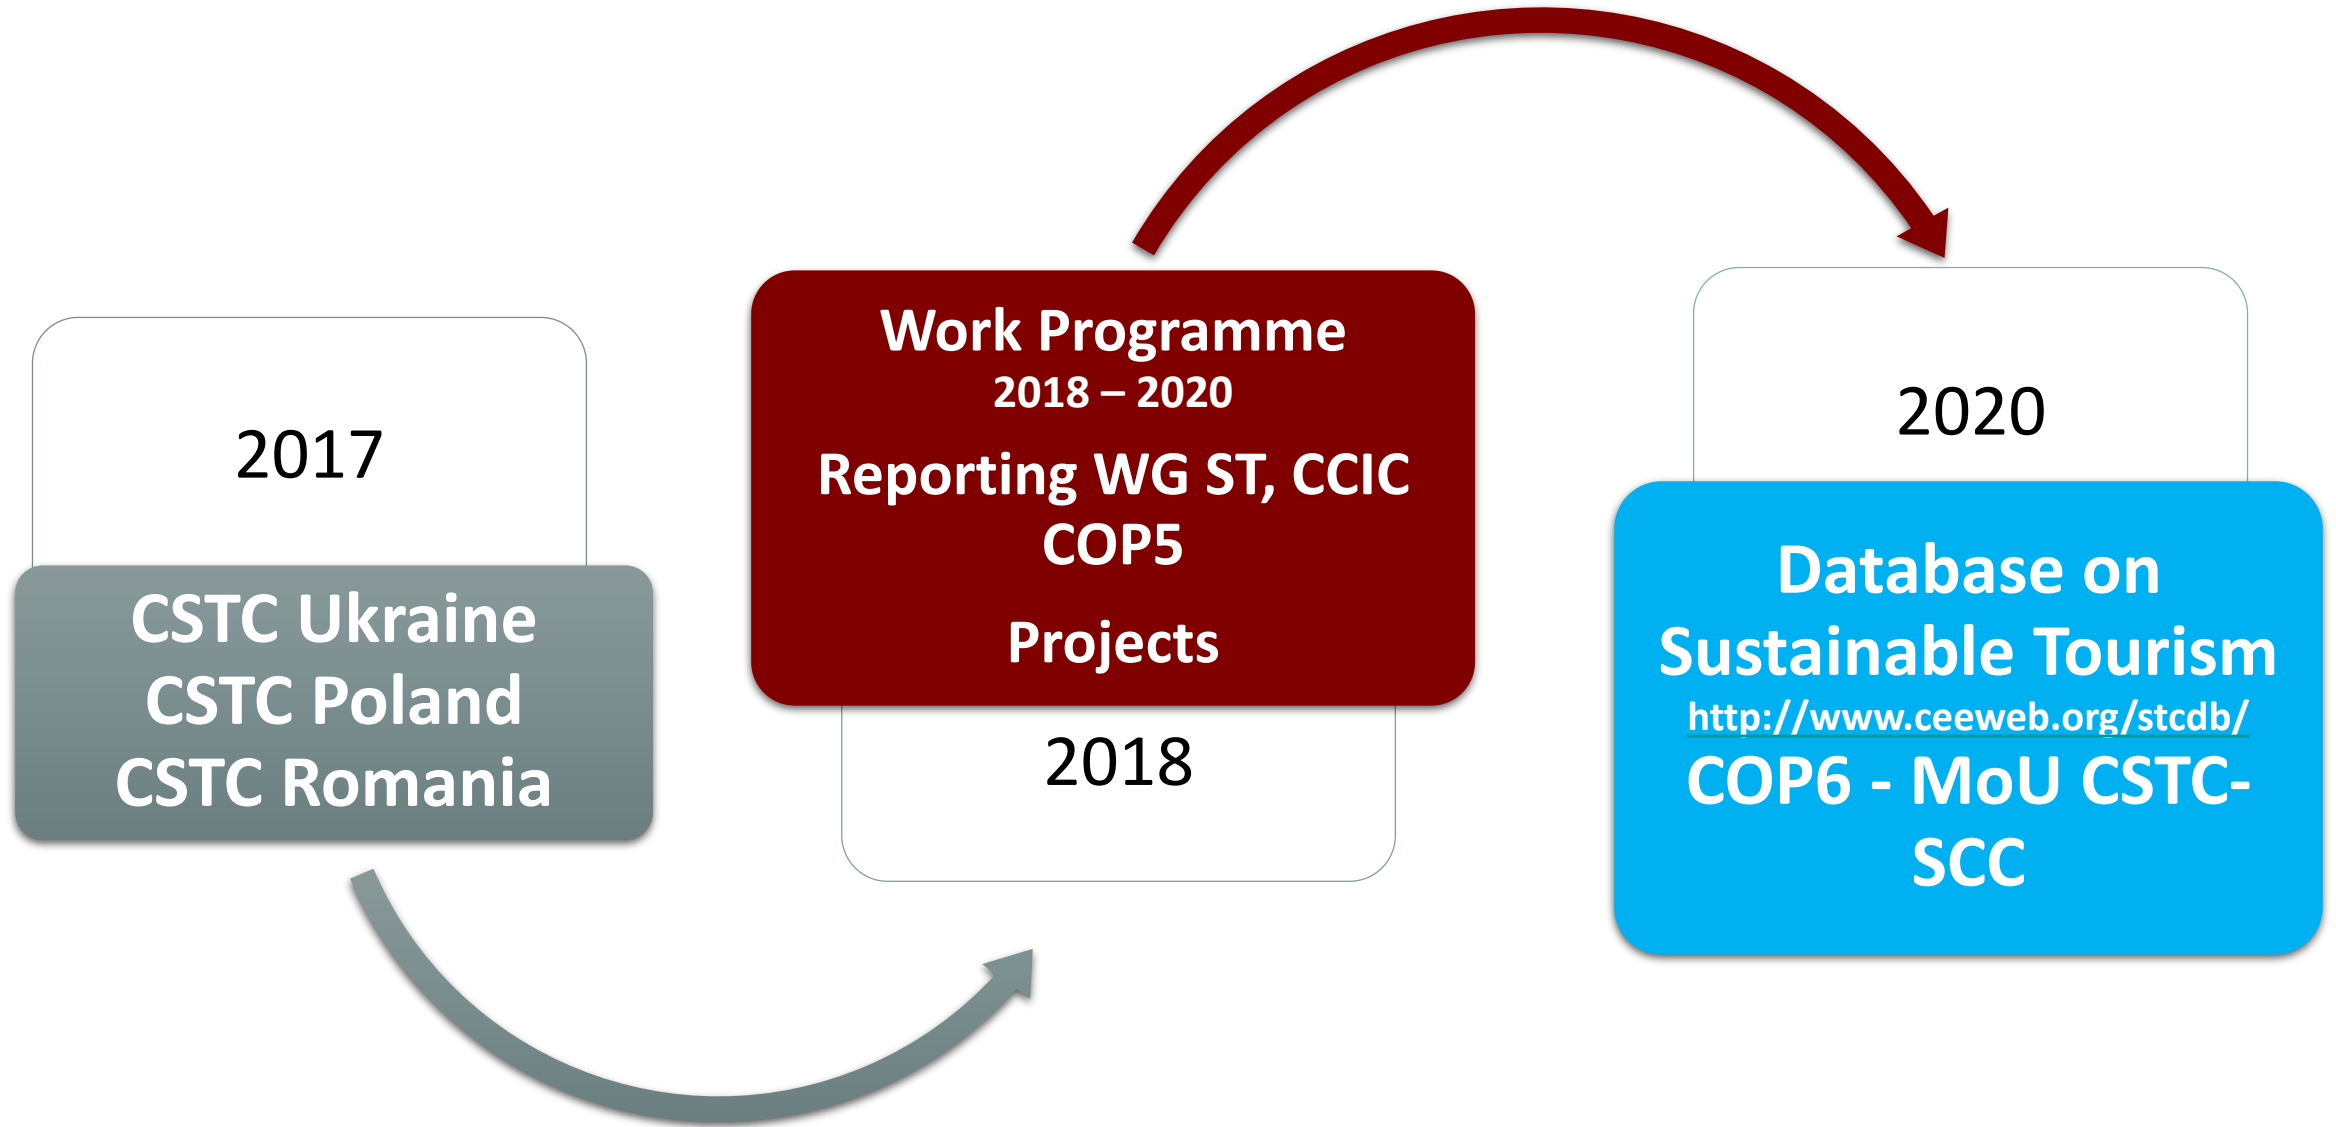 2017
CSTC Ukraine
CSTC Poland
CSTC Romania
Work Programme
2018 – 2020
Reporting WG ST, CCIC
COP5
Projects
2018
2020
Database on
Sustainable Tourism
http://www.ceeweb.org/stcdb/
COP6 - MoU CSTC-
SCC